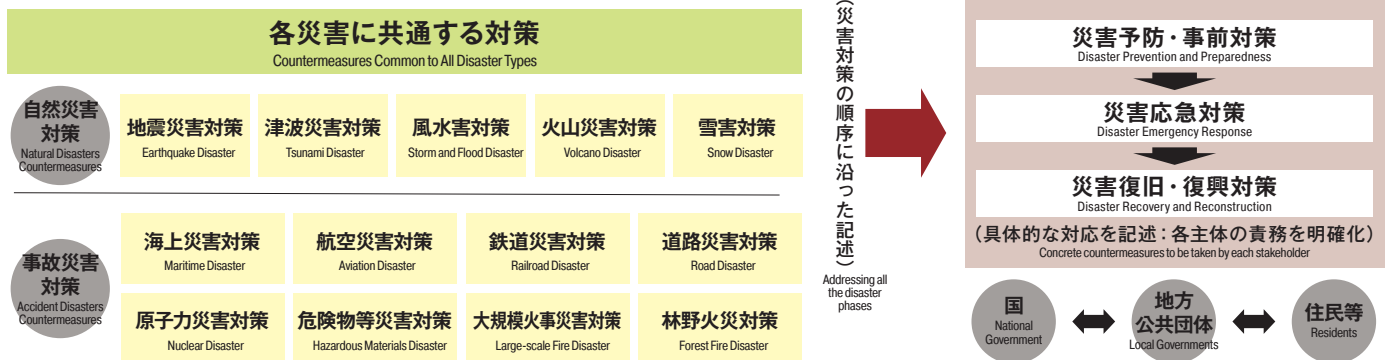 各災害に共通する対策
Countermeasures Common to All Disaster Types
自然災害
対策
Natural Disasters
Countermeasures
地震災害対策
Earthquake Disaster
津波災害対策
Tsunami Disaster
風水害対策
Storm and Flood Disaster
火山災害対策
Volcano Disaster
雪害対策
Snow Disaster
事故災害
対策
Accident Disasters
Countermeasures
海上災害対策
Maritime Disaster
航空災害対策
Aviation Disaster
鉄道災害対策
Railroad Disaster
道路災害対策
Road Disaster
原子力災害対策
Nuclear Disaster
危険物等災害対策
Hazardous Materials Disaster
大規模火事災害対策
Large-scale Fire Disaster
林野火災対策
Forest Fire Disaster
(災害対策の順序に沿った記述)
Addressing all
the disaster
phases
災害予防・事前対策
Disaster Prevention and Preparedness
災害応急対策
Disaster Emergency Response
災害復旧・復興対策
Disaster Recovery and Reconstruction
(具体的な対応を記述:各主体の責務を明確化)
Concrete countermeasures to be taken by each stakeholder
国
National
Government
地方
公共団体
Local Governments
住民等
Residents